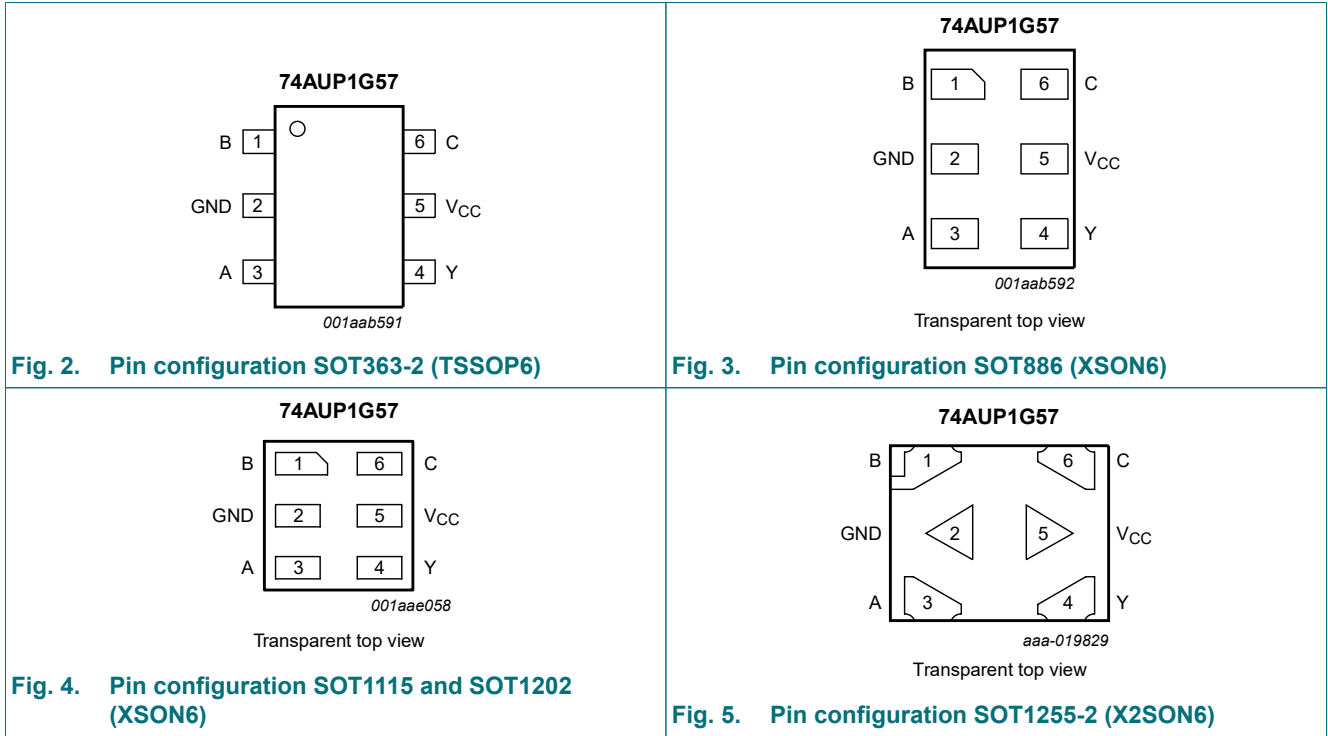 74AUP1G57
B 1 6 C
GND 2 5 VCC
A 3 4 Y
001aab591
Fig. 2. Pin configuration SOT363-2 (TSSOP6)
74AUP1G57
B 1 6 C
GND 2 5 VCC
A 3 4 Y
001aab592
Transparent top view
Fig. 3. Pin configuration SOT886 (XSON6)
74AUP1G57
B 1 6 C
GND 2 5 VCC
A 3 4 Y
001aae058
Transparent top view
Fig. 4. Pin configuration SOT1115 and SOT1202
(XSON6)
74AUP1G57
B 1 6 C
GND 2 5 VCC
A 3 4 Y
aaa-019829
Transparent top view
Fig. 5. Pin configuration SOT1255-2 (X2SON6)